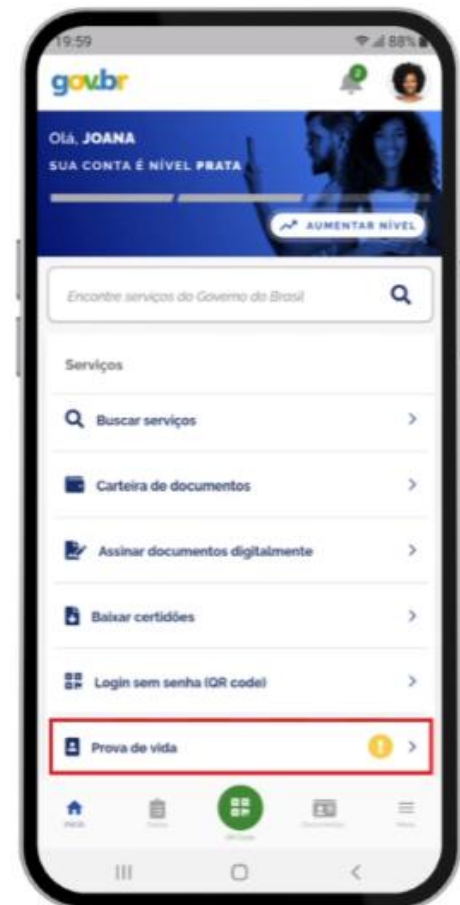 19:59
88%
gov.br
2
Olá, JOANA
SUA CONTA É NÍVEL PRATA
AUMENTAR NÍVEL
Encontre serviços do Governo do Brasil
Serviços
Buscar serviços
Carteira de documentos
Assinar documentos digitalmente
Baixar certidões
Login sem senha (QR code)
Prova de vida